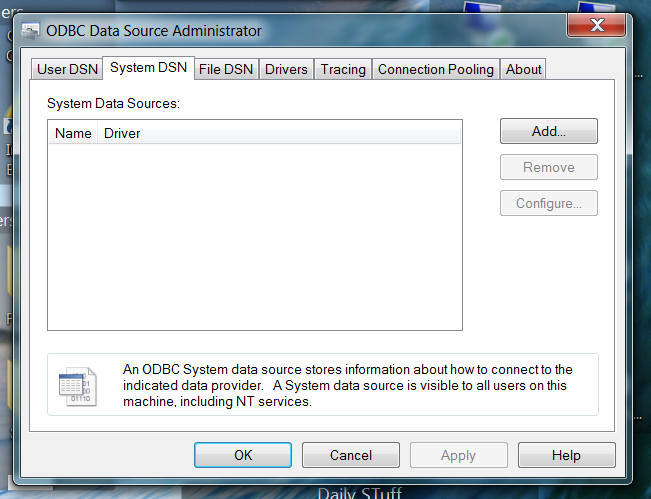 ers
ODBC Data Source Administrator
User DSN System DSN File DSN Drivers Tracing Connection Pooling About
System Data Sources:
Name Driver
Add...
Remove
Configure...
An ODBC System data source stores information about how to connect to the
indicated data provider. A System data source is visible to all users on this
machine, including NT services.
OK Cancel Apply Help
Daily STuff